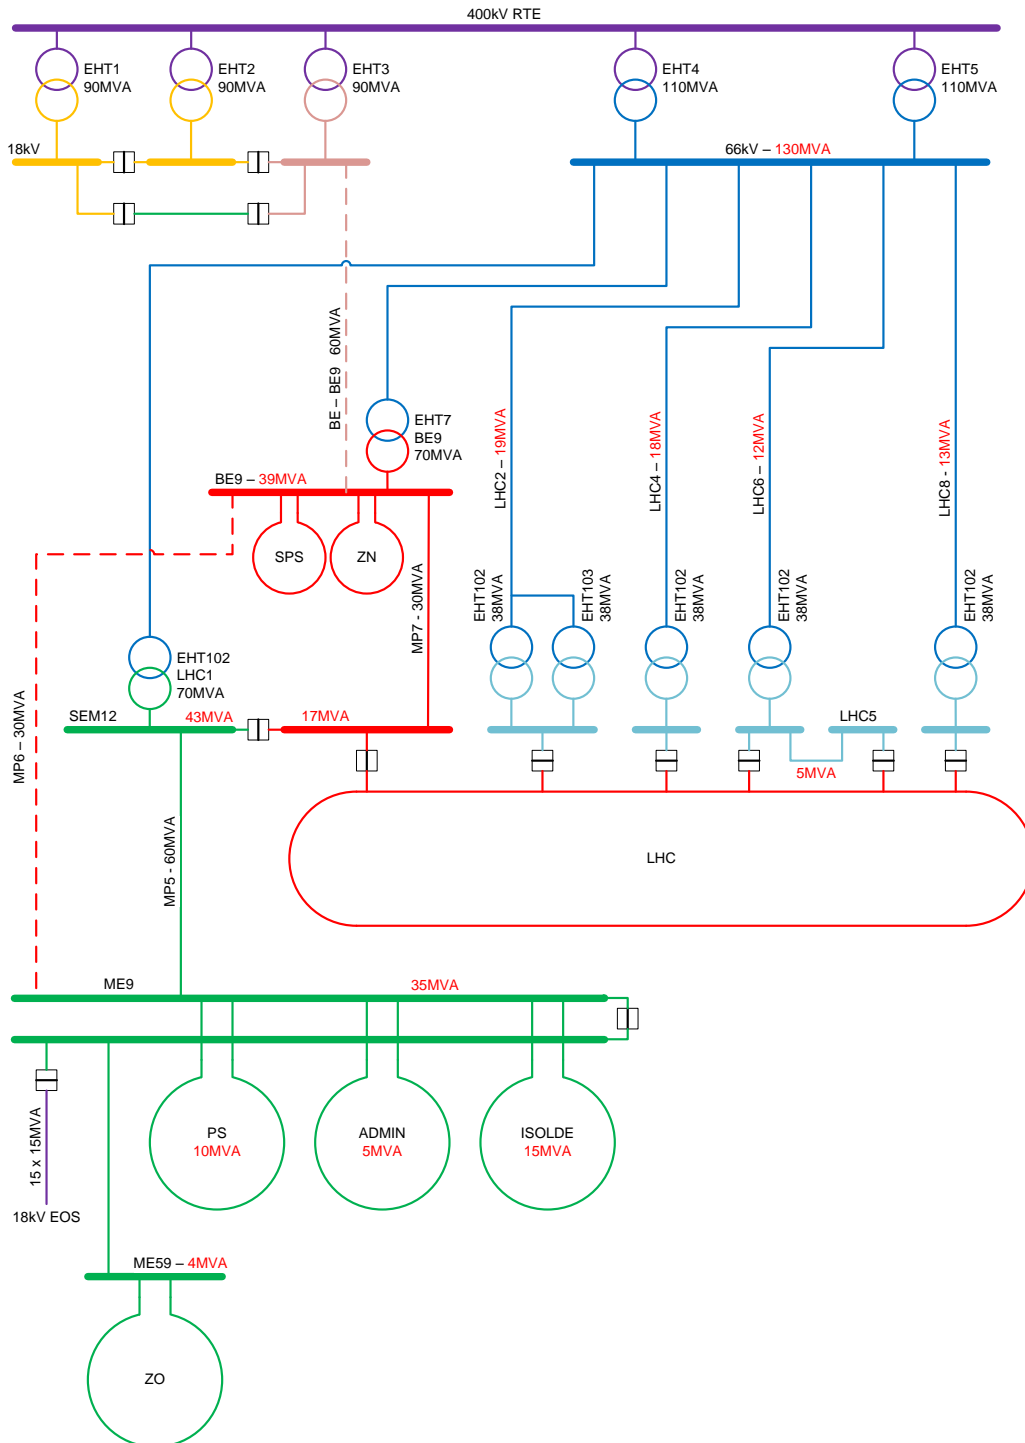 400kV RTE
EHT1
90MVA
EHT2
90MVA
EHT3
90MVA
EHT4
110MVA
EHT5
110MVA
18kV
66kV – 130MVA
BE – BE9 60MVA
EHT7
BE9
70MVA
LHC2 – 19MVA
LHC4 – 18MVA
LHC6 – 12MVA
LHC8 - 13MVA
BE9 – 39MVA
SPS
ZN
MP7 - 30MVA
EHT102
38MVA
EHT103
38MVA
EHT102
38MVA
EHT102
38MVA
EHT102
38MVA
EHT102
LHC1
70MVA
MP6 – 30MVA
SEM12
43MVA
17MVA
LHC5
5MVA
MP5 - 60MVA
LHC
ME9
35MVA
15 x 15MVA
PS
10MVA
ADMIN
5MVA
ISOLDE
15MVA
18kV EOS
ME59 – 4MVA
ZO